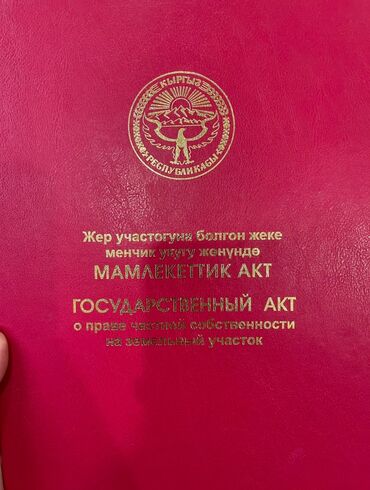 КЫРГЫЗ
РЕСПУБЛИКАСЫ
Жер участогуна болгон жеке
менчик укугу жөнүндө
МАМЛЕКЕТТИК АКТ
ГОСУДАРСТВЕННЫЙ АКТ
о праве частной собственности
на земельный участок